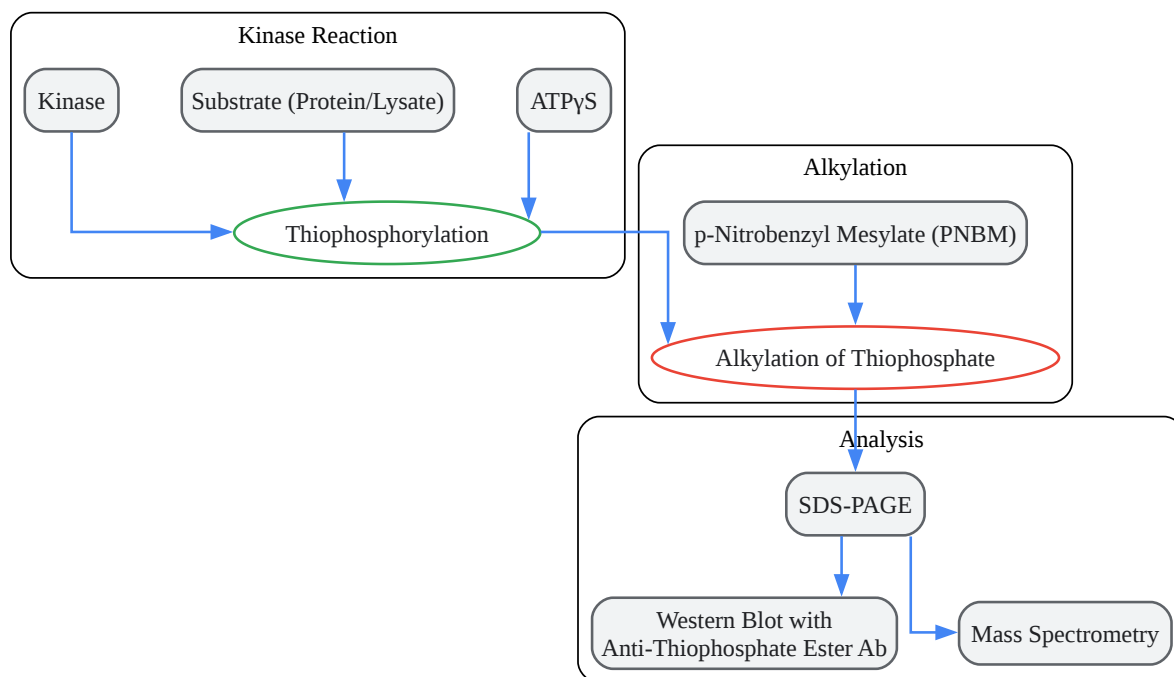 Kinase Reaction
Kinase
Substrate (Protein/Lysate)
ATPγS
Thiophosphorylation
Alkylation
p-Nitrobenzyl Mesylate (PNBM)
Alkylation of Thiophosphate
Analysis
SDS-PAGE
Western Blot with
Anti-Thiophosphate Ester Ab
Mass Spectrometry